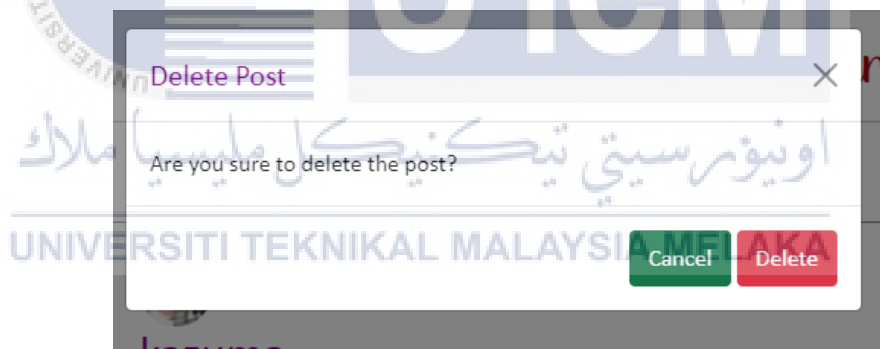 UTeM
Delete Post
Are you sure to delete the post?
اونيۏرسيتي تيكنيكل مليسيا ملاك
UNIVERSITI TEKNIKAL MALAYSIA MELAKA
Cancel
Delete
kazuma